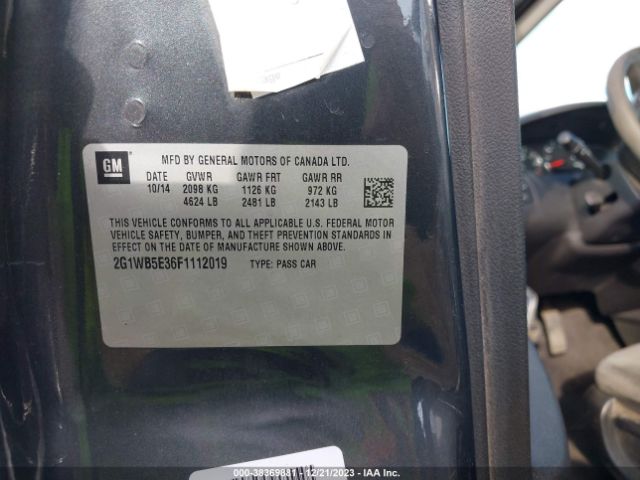 GM
MFD BY GENERAL MOTORS OF CANADA LTD.
DATE GVWR GAWR FRT GAWR RR
10/14 2098 KG 1126 KG 972 KG
4624 LB 2481 LB 2143 LB
THIS VEHICLE CONFORMS TO ALL APPLICABLE U.S. FEDERAL MOTOR
VEHICLE SAFETY, BUMPER, AND THEFT PREVENTION STANDARDS
IN EFFECT ON THE DATE OF MANUFACTURE SHOWN ABOVE.
2G1WB5E36F1112019 TYPE: PASS CAR
000-38369881 - 12/21/2023 - IAA Inc.